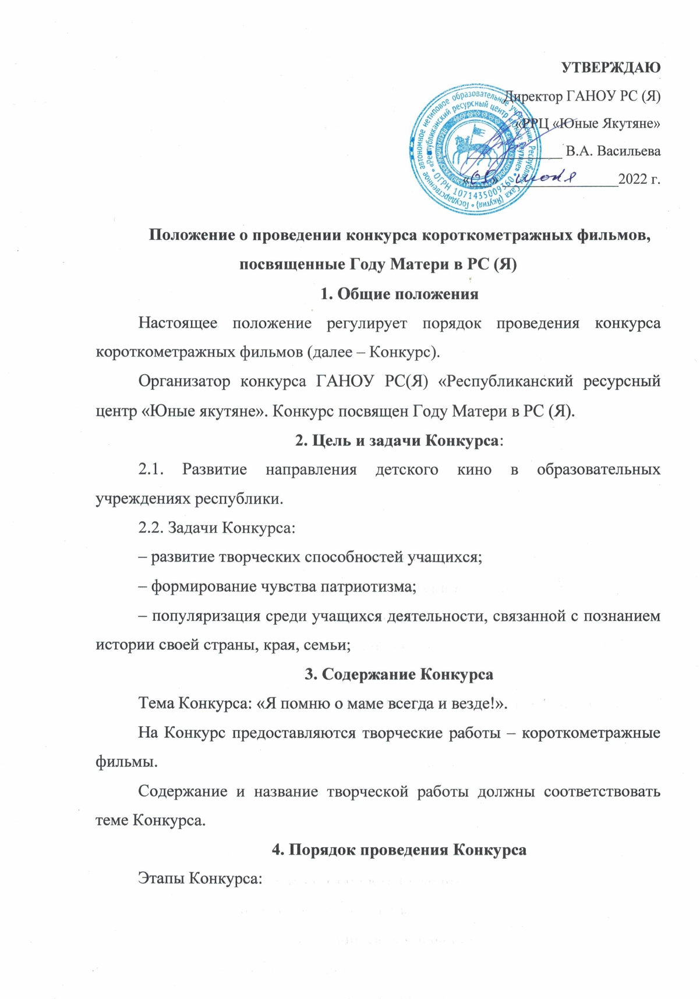 УТВЕРЖДАЮ
Директор ГАНОУ РС (Я)
«РРЦ «Юные Якутяне»
____________ В.А. Васильева
« » июля 2022 г.
Государственное автономное нетиповое образовательное учреждение Республики Саха (Якутия)
«Республиканский ресурсный центр «Юные якутяне»
ОГРН 1071435009360
Положение о проведении конкурса короткометражных фильмов,
посвященные Году Матери в РС (Я)
1. Общие положения
Настоящее положение регулирует порядок проведения конкурса
короткометражных фильмов (далее – Конкурс).
Организатор конкурса ГАНОУ РС(Я) «Республиканский ресурсный
центр «Юные якутяне». Конкурс посвящен Году Матери в РС (Я).
2. Цель и задачи Конкурса:
2.1. Развитие направления детского кино в образовательных
учреждениях республики.
2.2. Задачи Конкурса:
– развитие творческих способностей учащихся;
– формирование чувства патриотизма;
– популяризация среди учащихся деятельности, связанной с познанием
истории своей страны, края, семьи;
3. Содержание Конкурса
Тема Конкурса: «Я помню о маме всегда и везде!».
На Конкурс предоставляются творческие работы – короткометражные
фильмы.
Содержание и название творческой работы должны соответствовать
теме Конкурса.
4. Порядок проведения Конкурса
Этапы Конкурса: